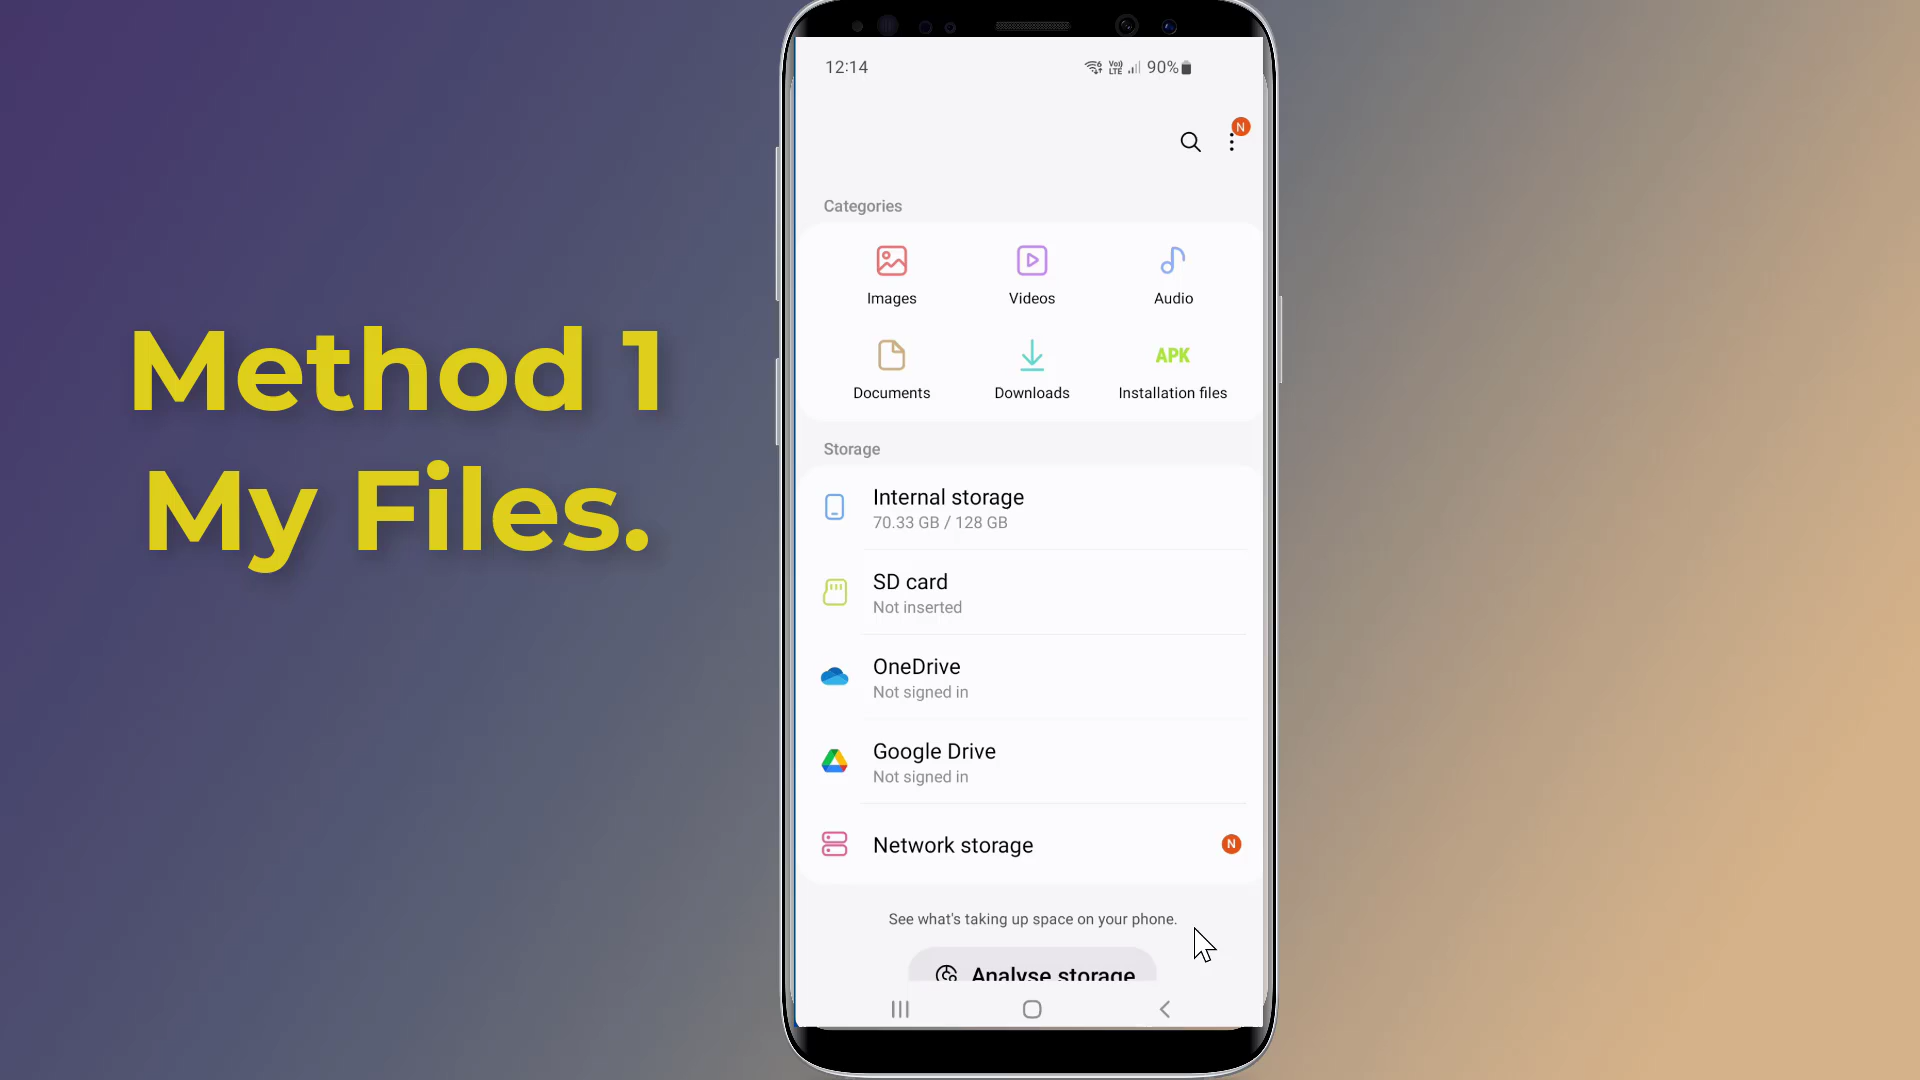 Method 1
My Files.
12:14
Vo)) LTE 90%
N
Categories
Images Videos Audio
APK
Documents Downloads Installation files
Storage
Internal storage
70.33 GB / 128 GB
SD card
Not inserted
OneDrive
Not signed in
Google Drive
Not signed in
Network storage N
See what's taking up space on your phone.
Analyse storage